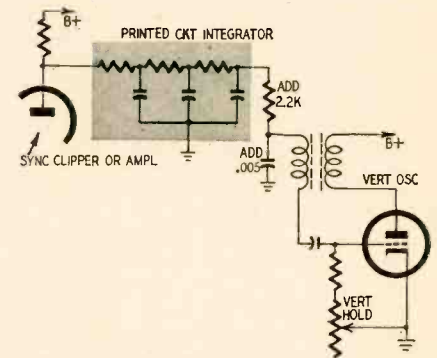 B+
PRINTED CKT INTEGRATOR
ADD
2.2K
SYNC CLIPPER OR AMPL
ADD
.005
B+
VERT OSC
VERT
HOLD